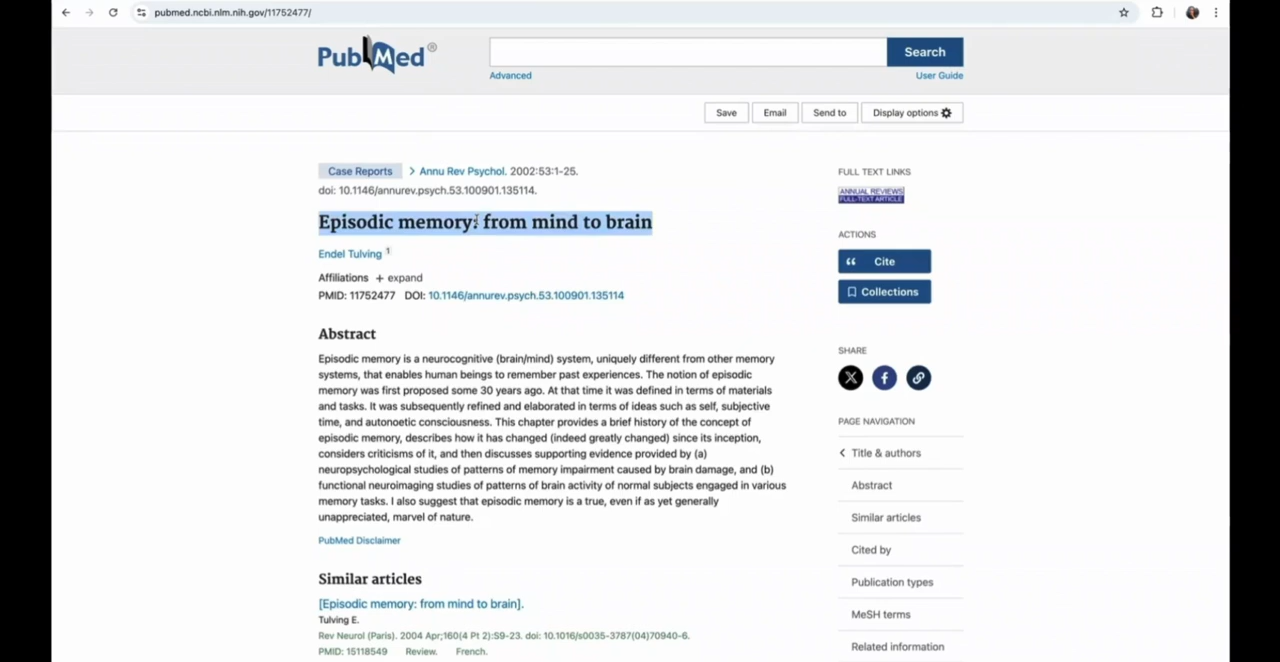 pubmed.ncbi.nlm.nih.gov/11752477/
PubMed®
Search
Advanced
User Guide
Save
Email
Send to
Display options
Case Reports
Annu Rev Psychol. 2002:53:1-25.
doi: 10.1146/annurev.psych.53.100901.135114.
Episodic memory: from mind to brain
Endel Tulving 1
Affiliations + expand
PMID: 11752477 DOI: 10.1146/annurev.psych.53.100901.135114
Abstract
Episodic memory is a neurocognitive (brain/mind) system, uniquely different from other memory
systems, that enables human beings to remember past experiences. The notion of episodic
memory was first proposed some 30 years ago. At that time it was defined in terms of materials
and tasks. It was subsequently refined and elaborated in terms of ideas such as self, subjective
time, and autonoetic consciousness. This chapter provides a brief history of the concept of
episodic memory, describes how it has changed (indeed greatly changed) since its inception,
considers criticisms of it, and then discusses supporting evidence provided by (a)
neuropsychological studies of patterns of memory impairment caused by brain damage, and (b)
functional neuroimaging studies of patterns of brain activity of normal subjects engaged in various
memory tasks. I also suggest that episodic memory is a true, even if as yet generally
unappreciated, marvel of nature.
PubMed Disclaimer
Similar articles
[Episodic memory: from mind to brain].
Tulving E.
Rev Neurol (Paris). 2004 Apr;160(4 Pt 2):S9-23. doi: 10.1016/s0035-3787(04)70940-6.
PMID: 15118549 Review. French.
FULL TEXT LINKS
ANNUAL REVIEWS
FULL-TEXT ARTICLE
ACTIONS
Cite
Collections
SHARE
PAGE NAVIGATION
Title & authors
Abstract
Similar articles
Cited by
Publication types
MeSH terms
Related information